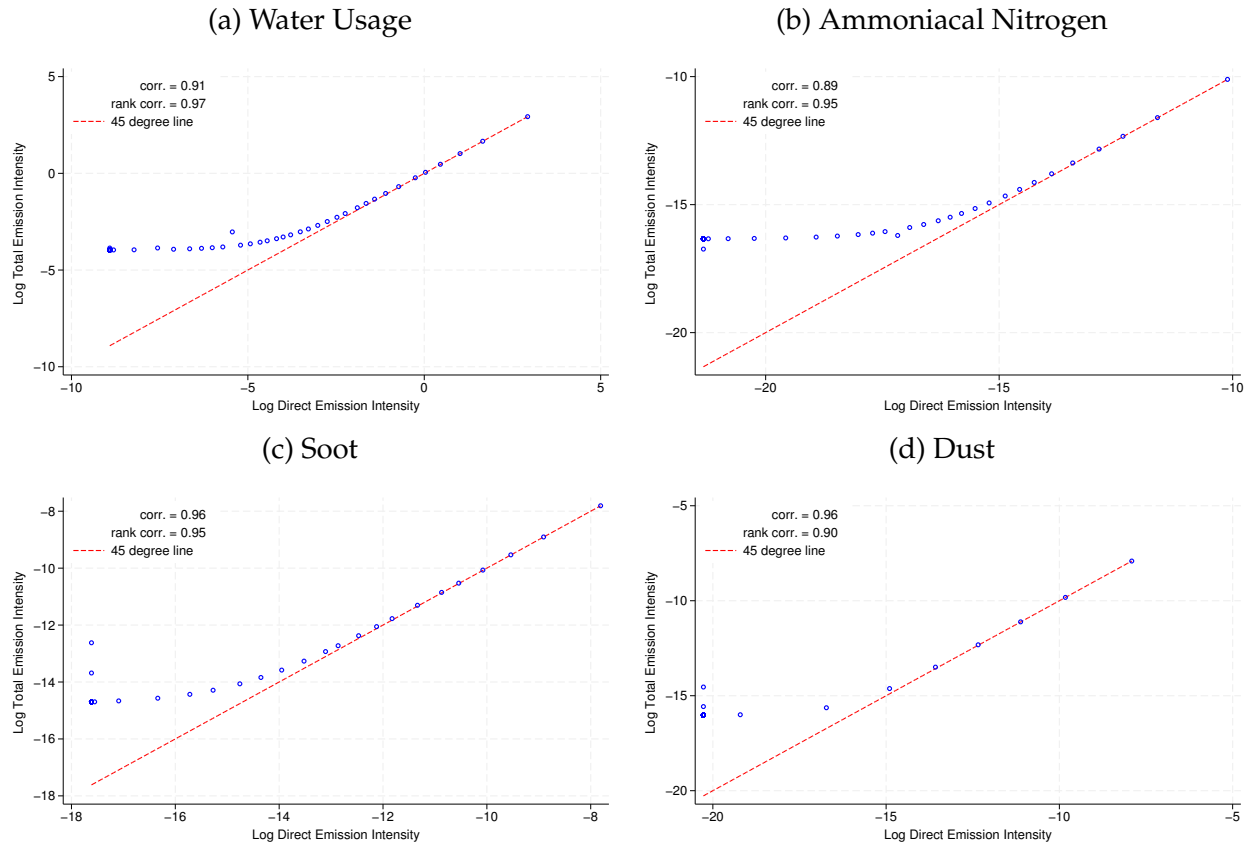 (a) Water Usage
corr. = 0.91
rank corr. = 0.97
45 degree line
5
0
−5
−10
Log Total Emission Intensity
−10 −5 0 5
Log Direct Emission Intensity
(b) Ammoniacal Nitrogen
corr. = 0.89
rank corr. = 0.95
45 degree line
−10
−15
−20
Log Total Emission Intensity
−20 −15 −10
Log Direct Emission Intensity
(c) Soot
corr. = 0.96
rank corr. = 0.95
45 degree line
−8
−10
−12
−14
−16
−18
Log Total Emission Intensity
−18 −16 −14 −12 −10 −8
Log Direct Emission Intensity
(d) Dust
corr. = 0.96
rank corr. = 0.90
45 degree line
−5
−10
−15
−20
Log Total Emission Intensity
−20 −15 −10 −5
Log Direct Emission Intensity